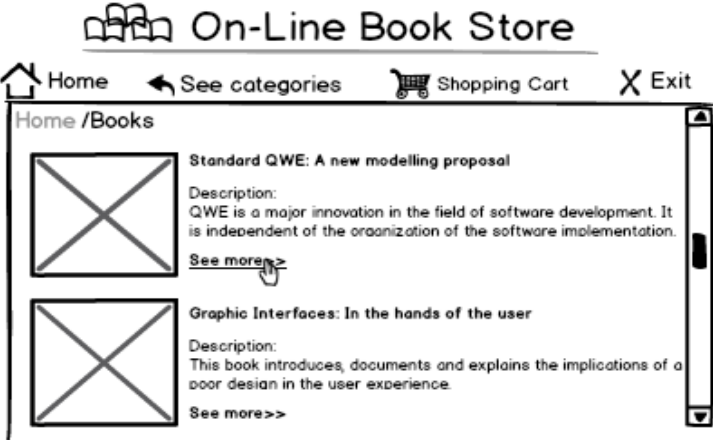 On-Line Book Store
Home See categories Shopping Cart Exit
Home /Books
Standard QWE: A new modelling proposal
Description:
QWE is a major innovation in the field of software development. It
is independent of the organization of the software implementation.
See more>>
Graphic Interfaces: In the hands of the user
Description:
This book introduces, documents and explains the implications of a
poor design in the user experience.
See more>>